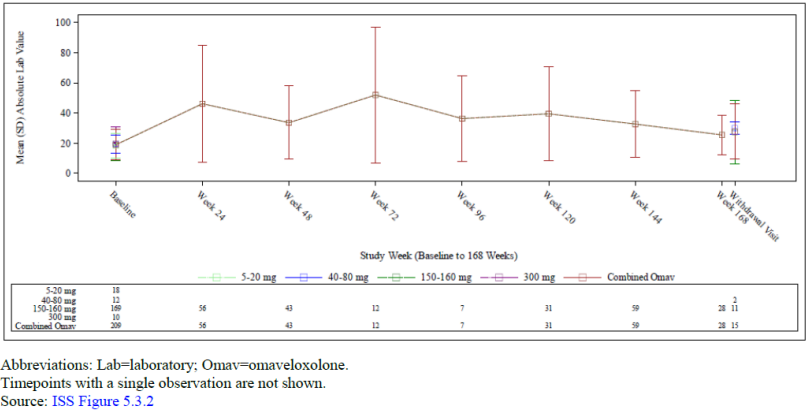 100
80
60
40
20
0
Mean (SD) Absolute Lab Value
Baseline
Week 24
Week 48
Week 72
Week 96
Week 120
Week 144
Week 168
Withdrawal Visit
Study Week (Baseline to 168 Weeks)
5-20 mg 40-80 mg 150-160 mg 300 mg Combined Omav
5-20 mg 18
40-80 mg 12 2
150-160 mg 169 56 43 12 7 31 59 28 11
300 mg 10
Combined Omav 209 56 43 12 7 31 59 28 15
Abbreviations: Lab=laboratory; Omav=omaveloxolone.
Timepoints with a single observation are not shown.
Source: ISS Figure 5.3.2